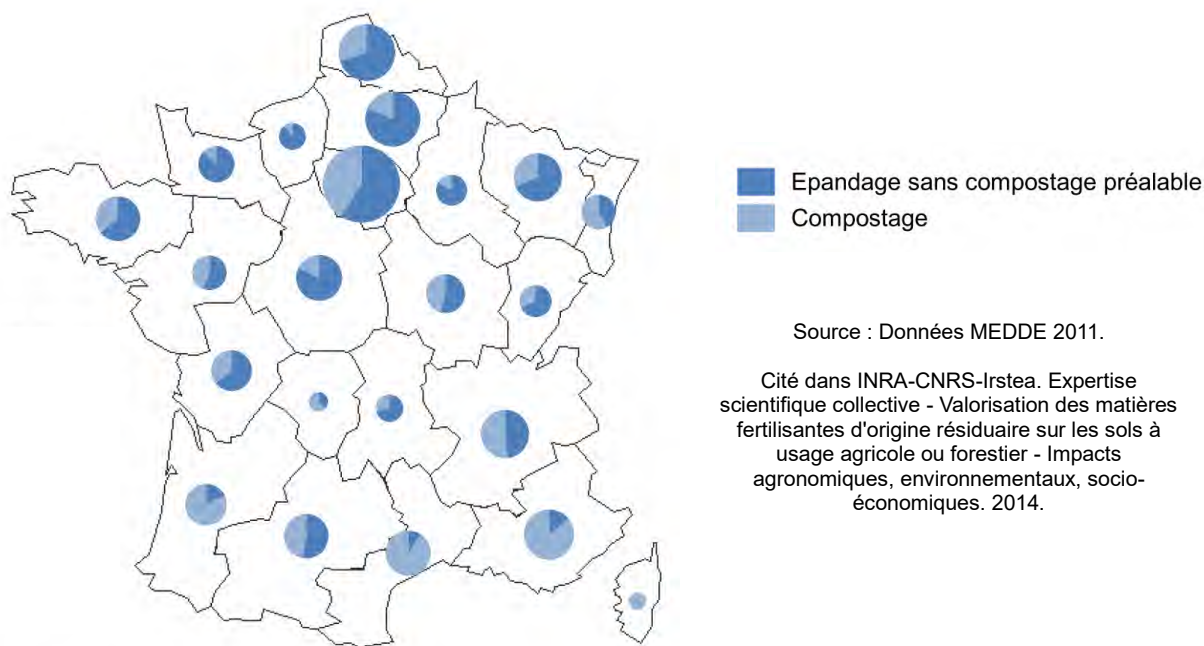 Epandage sans compostage préalable
Compostage
Source : Données MEDDE 2011.
Cité dans INRA-CNRS-Irstea. Expertise
scientifique collective - Valorisation des matières
fertilisantes d'origine résiduaire sur les sols à
usage agricole ou forestier - Impacts
agronomiques, environnementaux, socio-
économiques. 2014.